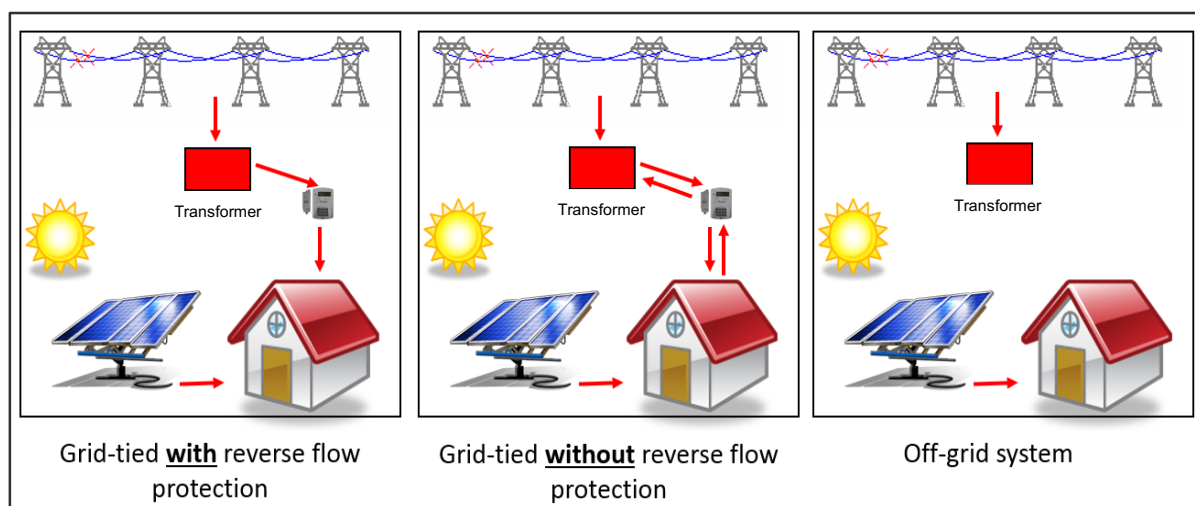 Transformer
Transformer
Transformer
Grid-tied with reverse flow
protection
Grid-tied without reverse flow
protection
Off-grid system